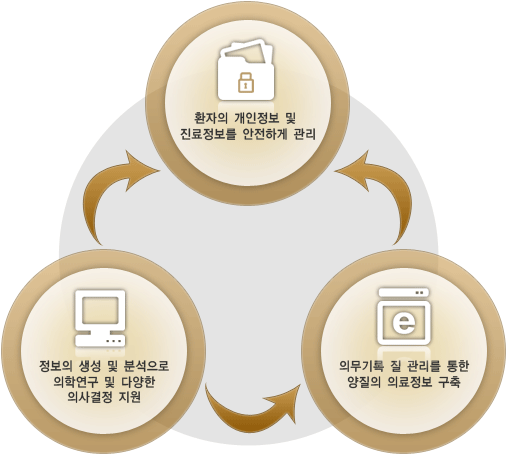 환자의 개인정보 및
진료정보를 안전하게 관리
정보의 생성 및 분석으로
의학연구 및 다양한
의사결정 지원
e
의무기록 질 관리를 통한
양질의 의료정보 구축